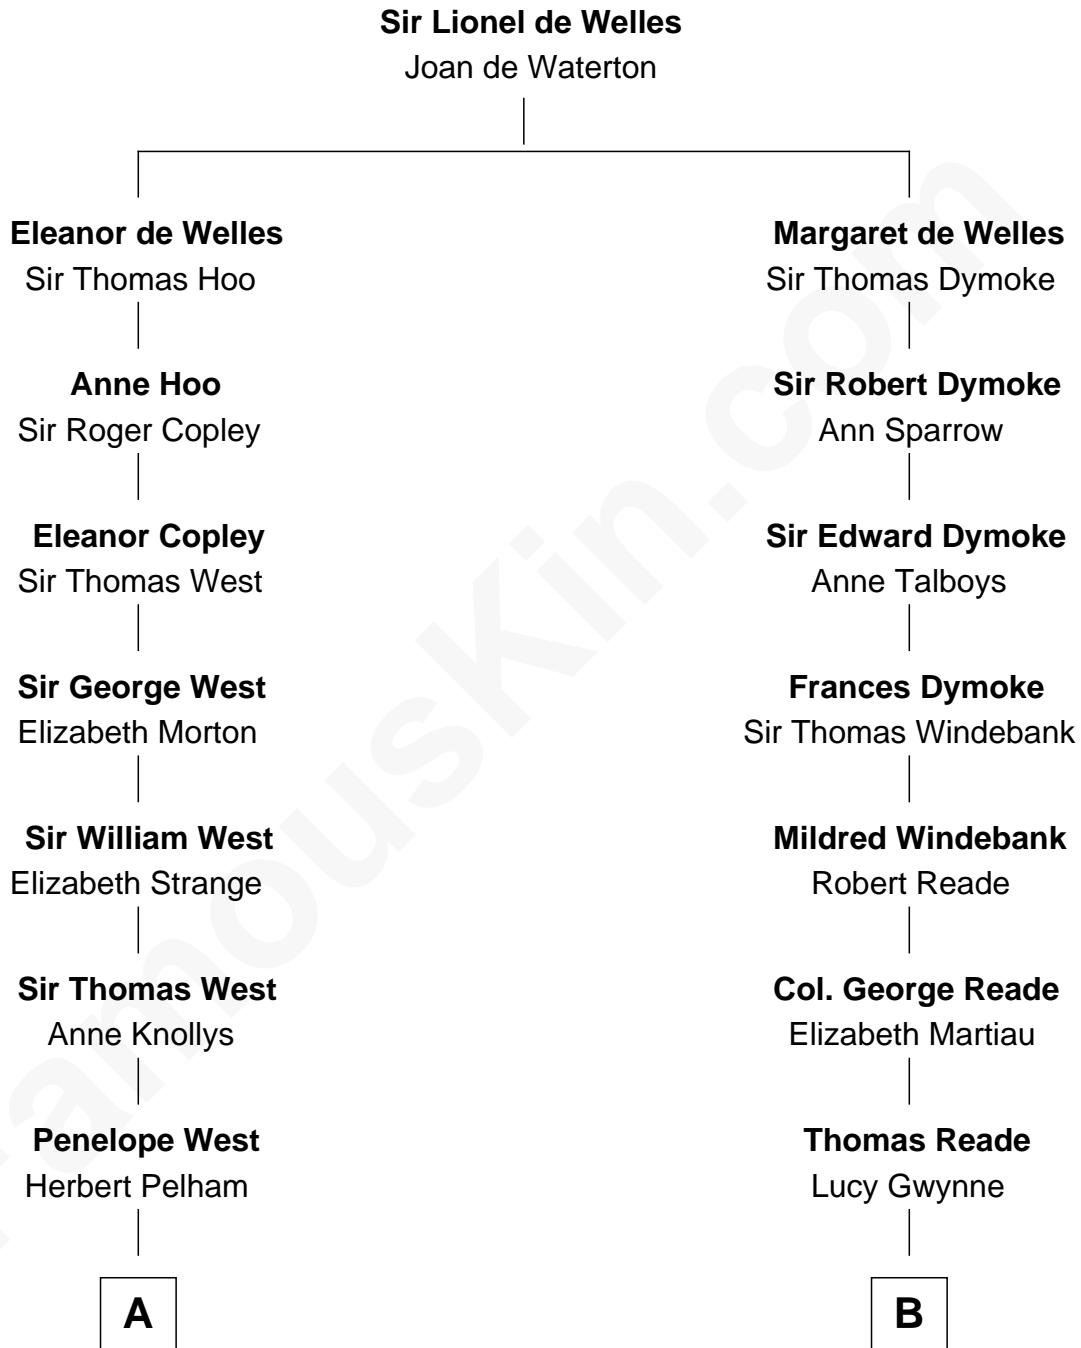 Sir Lionel de Welles
Joan de Waterton
Eleanor de Welles
Sir Thomas Hoo
Margaret de Welles
Sir Thomas Dymoke
Anne Hoo
Sir Roger Copley
Sir Robert Dymoke
Ann Sparrow
Eleanor Copley
Sir Thomas West
Sir Edward Dymoke
Anne Talboys
Sir George West
Elizabeth Morton
Frances Dymoke
Sir Thomas Windebank
Sir William West
Elizabeth Strange
Mildred Windebank
Robert Reade
Sir Thomas West
Anne Knollys
Col. George Reade
Elizabeth Martiau
Penelope West
Herbert Pelham
Thomas Reade
Lucy Gwynne
A
B
FamousKin.com